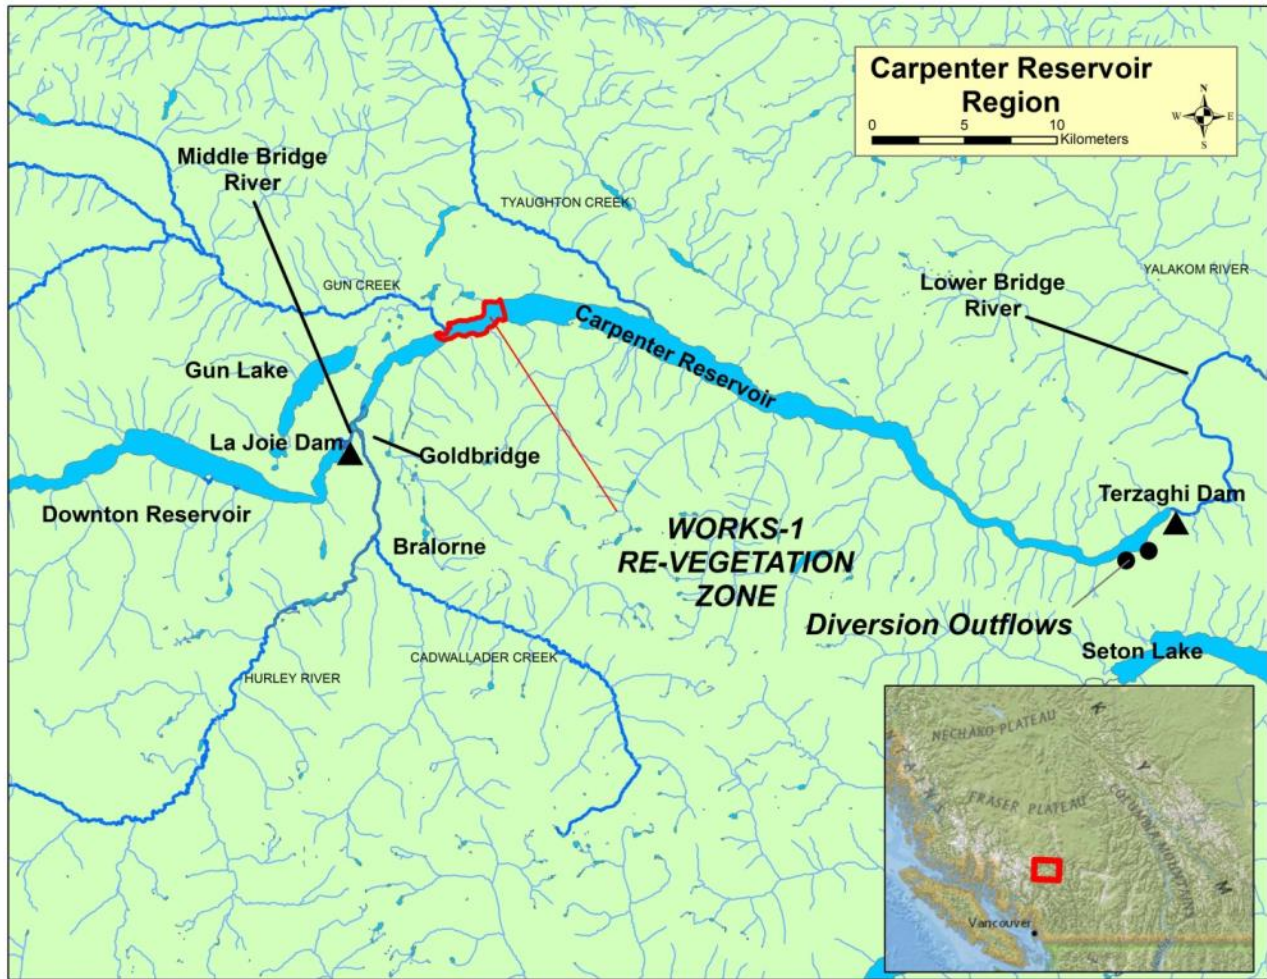 Carpenter Reservoir
Region
N
W
E
S
0
5
10
Kilometers
Middle Bridge
River
TYAUGHTON CREEK
YALAKOM RIVER
Lower Bridge
River
GUN CREEK
Carpenter Reservoir
Gun Lake
La Joie Dam
Goldbridge
Downton Reservoir
Terzaghi Dam
Bralorne
WORKS-1
RE-VEGETATION
ZONE
Diversion Outflows
Seton Lake
CADWALLADER CREEK
HURLEY RIVER
NECHAKO PLATEAU
FRASER PLATEAU
COLUMBIA MOUNTAINS
K
Y
M
Vancouver